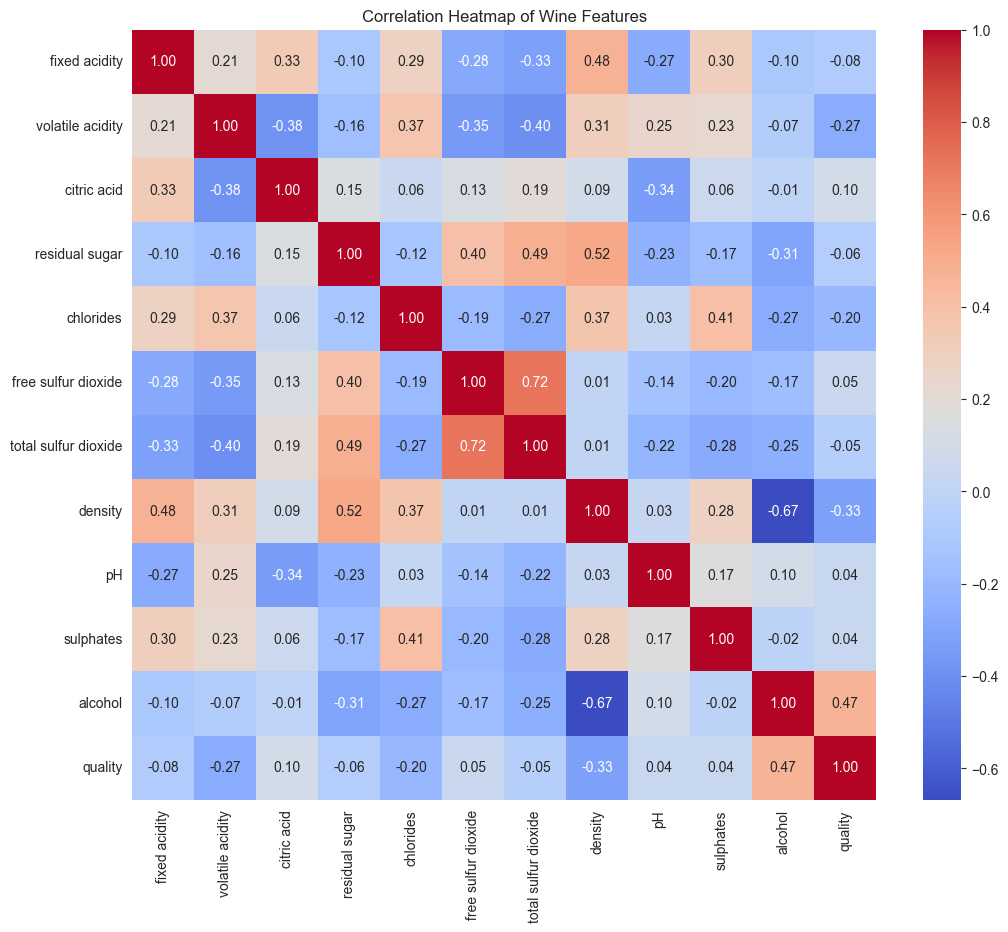 Correlation Heatmap of Wine Features
fixed acidity 1.00 0.21 0.33 -0.10 0.29 -0.28 -0.33 0.48 -0.27 0.30 -0.10 -0.08
volatile acidity 0.21 1.00 -0.38 -0.16 0.37 -0.35 -0.40 0.31 0.25 0.23 -0.07 -0.27
citric acid 0.33 -0.38 1.00 0.15 0.06 0.13 0.19 0.09 -0.34 0.06 -0.01 0.10
residual sugar -0.10 -0.16 0.15 1.00 -0.12 0.40 0.49 0.52 -0.23 -0.17 -0.31 -0.06
chlorides 0.29 0.37 0.06 -0.12 1.00 -0.19 -0.27 0.37 0.03 0.41 -0.27 -0.20
free sulfur dioxide -0.28 -0.35 0.13 0.40 -0.19 1.00 0.72 0.01 -0.14 -0.20 -0.17 0.05
total sulfur dioxide -0.33 -0.40 0.19 0.49 -0.27 0.72 1.00 0.01 -0.22 -0.28 -0.25 -0.05
density 0.48 0.31 0.09 0.52 0.37 0.01 0.01 1.00 0.03 0.28 -0.67 -0.33
pH -0.27 0.25 -0.34 -0.23 0.03 -0.14 -0.22 0.03 1.00 0.17 0.10 0.04
sulphates 0.30 0.23 0.06 -0.17 0.41 -0.20 -0.28 0.28 0.17 1.00 -0.02 0.04
alcohol -0.10 -0.07 -0.01 -0.31 -0.27 -0.17 -0.25 -0.67 0.10 -0.02 1.00 0.47
quality -0.08 -0.27 0.10 -0.06 -0.20 0.05 -0.05 -0.33 0.04 0.04 0.47 1.00
fixed acidity
volatile acidity
citric acid
residual sugar
chlorides
free sulfur dioxide
total sulfur dioxide
density
pH
sulphates
alcohol
quality
1.0
0.8
0.6
0.4
0.2
0.0
−0.2
−0.4
−0.6